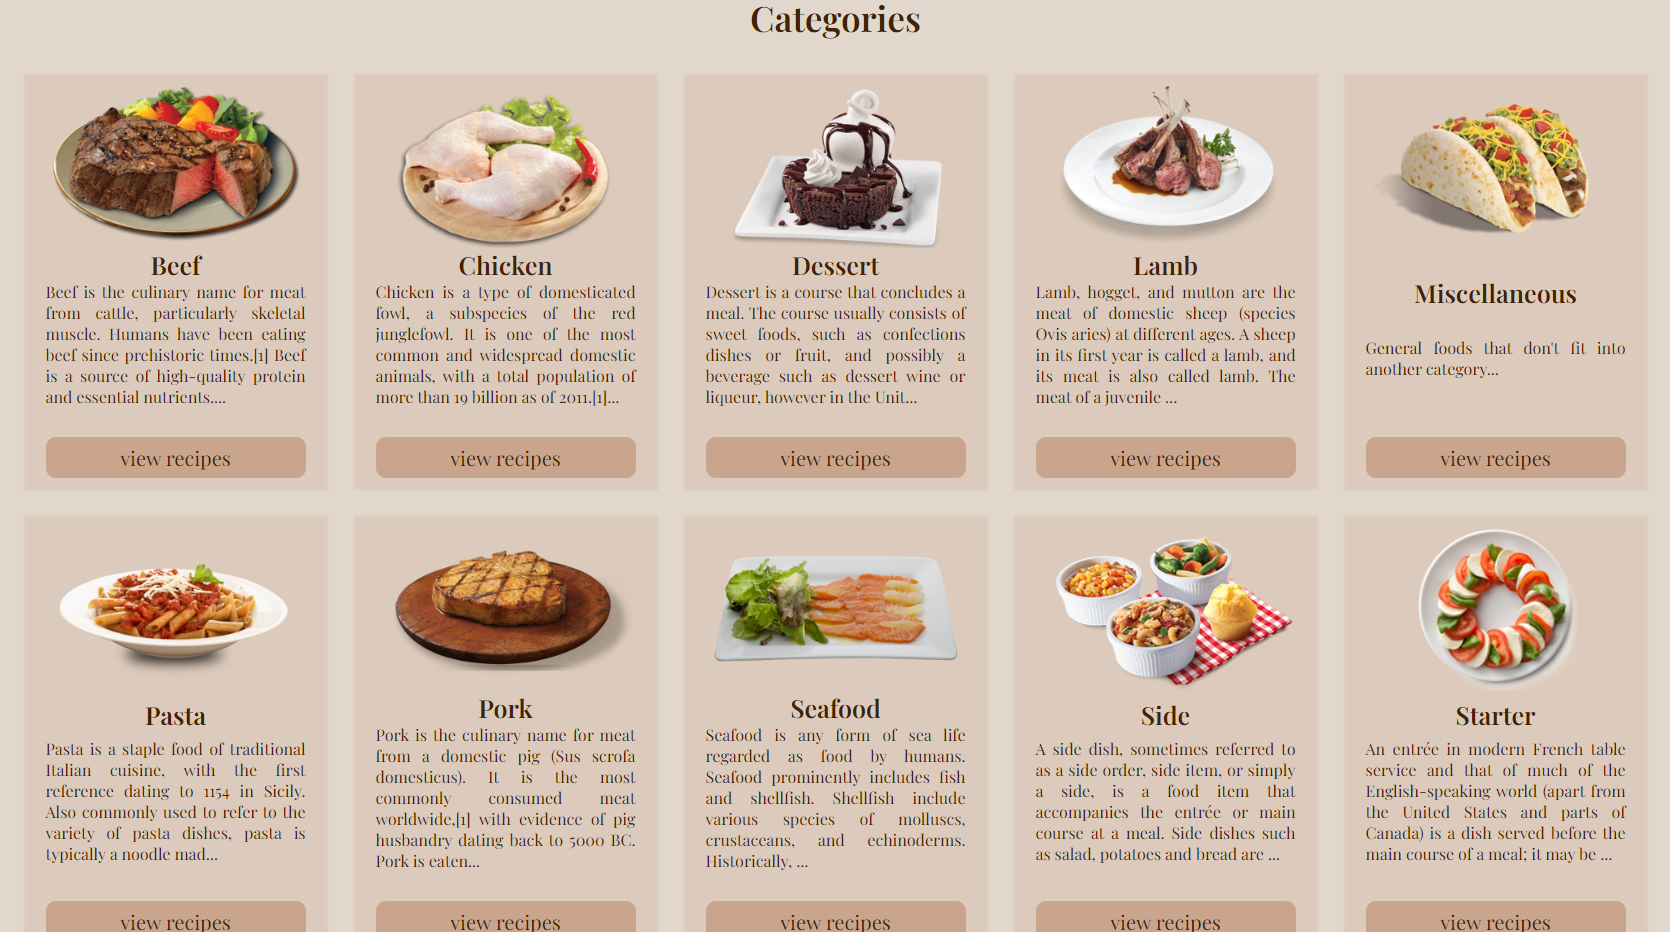 Categories
Beef
Beef is the culinary name for meat
from cattle, particularly skeletal
muscle. Humans have been eating
beef since prehistoric times.[1] Beef
is a source of high-quality protein
and essential nutrients....
view recipes
Chicken
Chicken is a type of domesticated
fowl, a subspecies of the red
junglefowl. It is one of the most
common and widespread domestic
animals, with a total population of
more than 19 billion as of 2011.[1]...
view recipes
Dessert
Dessert is a course that concludes a
meal. The course usually consists of
sweet foods, such as confections
dishes or fruit, and possibly a
beverage such as dessert wine or
liqueur, however in the Unit...
view recipes
Lamb
Lamb, hogget, and mutton are the
meat of domestic sheep (species
Ovis aries) at different ages. A sheep
in its first year is called a lamb, and
its meat is also called lamb. The
meat of a juvenile ...
view recipes
Miscellaneous
General foods that don't fit into
another category...
view recipes
Pasta
Pasta is a staple food of traditional
Italian cuisine, with the first
reference dating to 1154 in Sicily.
Also commonly used to refer to the
variety of pasta dishes, pasta is
typically a noodle mad...
view recipes
Pork
Pork is the culinary name for meat
from a domestic pig (Sus scrofa
domesticus). It is the most
commonly consumed meat
worldwide,[1] with evidence of pig
husbandry dating back to 5000 BC.
Pork is eaten...
view recipes
Seafood
Seafood is any form of sea life
regarded as food by humans.
Seafood prominently includes fish
and shellfish. Shellfish include
various species of molluscs,
crustaceans, and echinoderms.
Historically, ...
view recipes
Side
A side dish, sometimes referred to
as a side order, side item, or simply
a side, is a food item that
accompanies the entrée or main
course at a meal. Side dishes such
as salad, potatoes and bread are ...
view recipes
Starter
An entrée in modern French table
service and that of much of the
English-speaking world (apart from
the United States and parts of
Canada) is a dish served before the
main course of a meal; it may be ...
view recipes